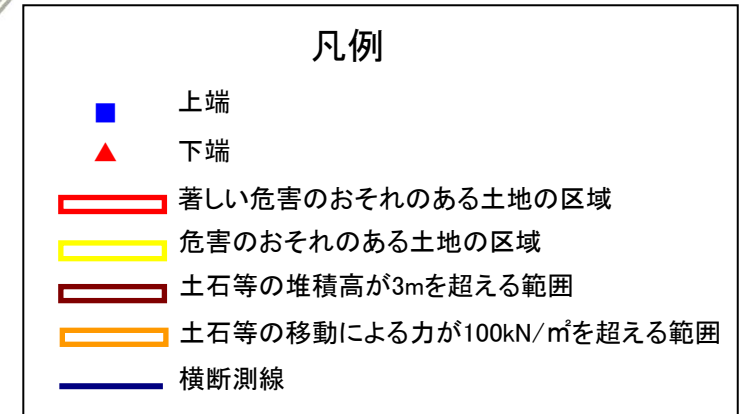 凡例
上端
下端
著しい危害のおそれのある土地の区域
危害のおそれのある土地の区域
土石等の堆積高が3mを超える範囲
土石等の移動による力が100kN/㎡を超える範囲
横断測線